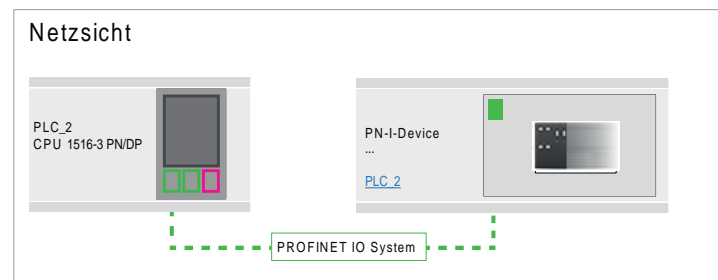 Netzsicht
PLC_2
CPU 1516-3 PN/DP
PN-I-Device
...
PLC_2
PROFINET IO System